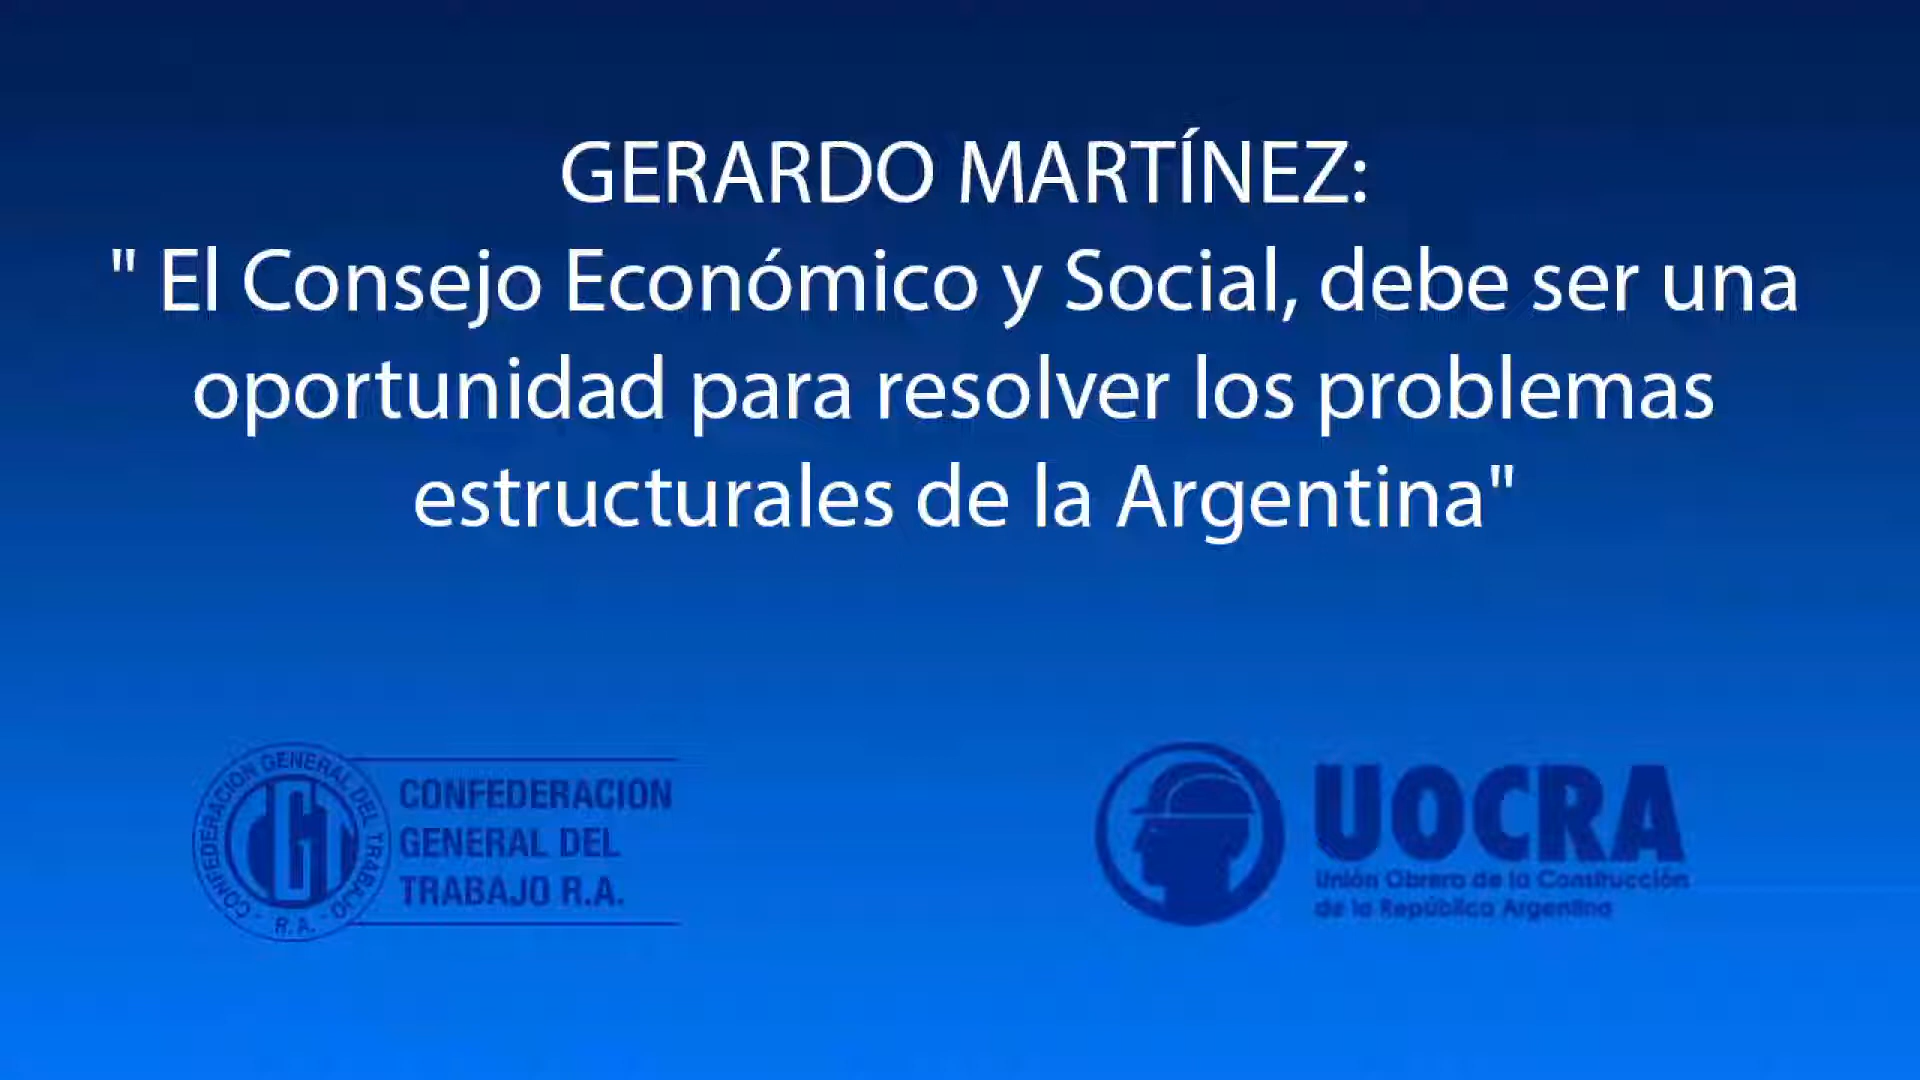 GERARDO MARTÍNEZ:
" El Consejo Económico y Social, debe ser una
oportunidad para resolver los problemas
estructurales de la Argentina"
CONFEDERACION GENERAL DEL TRABAJO
R.A.
CGT
CONFEDERACION
GENERAL DEL
TRABAJO R.A.
UOCRA
Unión Obrera de la Construcción
de la República Argentina